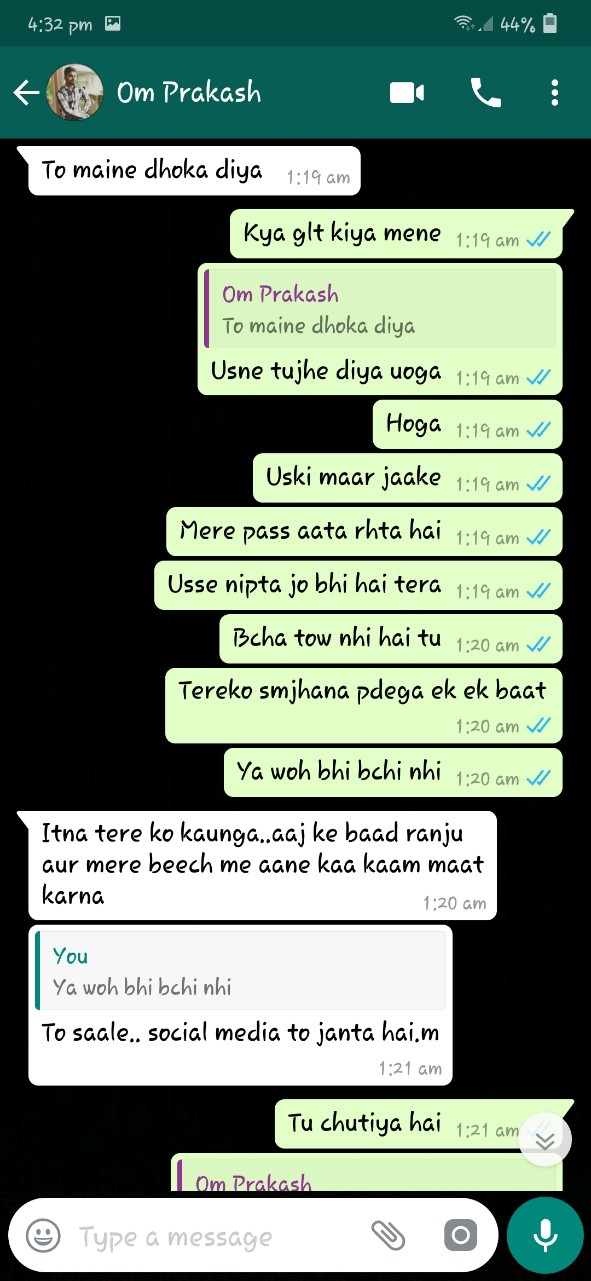 4:32 pm
44%
Om Prakash
To maine dhoka diya 1:19 am
Kya glt kiya mene 1:19 am
Om Prakash
To maine dhoka diya
Usne tujhe diya uoga 1:19 am
Hoga 1:19 am
Uski maar jaake 1:19 am
Mere pass aata rhta hai 1:19 am
Usse nipta jo bhi hai tera 1:19 am
Bcha tow nhi hai tu 1:20 am
Tereko smjhana pdega ek ek baat
1:20 am
Ya woh bhi bchi nhi 1:20 am
Itna tere ko kaunga..aaj ke baad ranju
aur mere beech me aane kaa kaam maat
karna 1:20 am
You
Ya woh bhi bchi nhi
To saale.. social media to janta hai.m
1:21 am
Tu chutiya hai 1:21 am
Om Prakash
Type a message